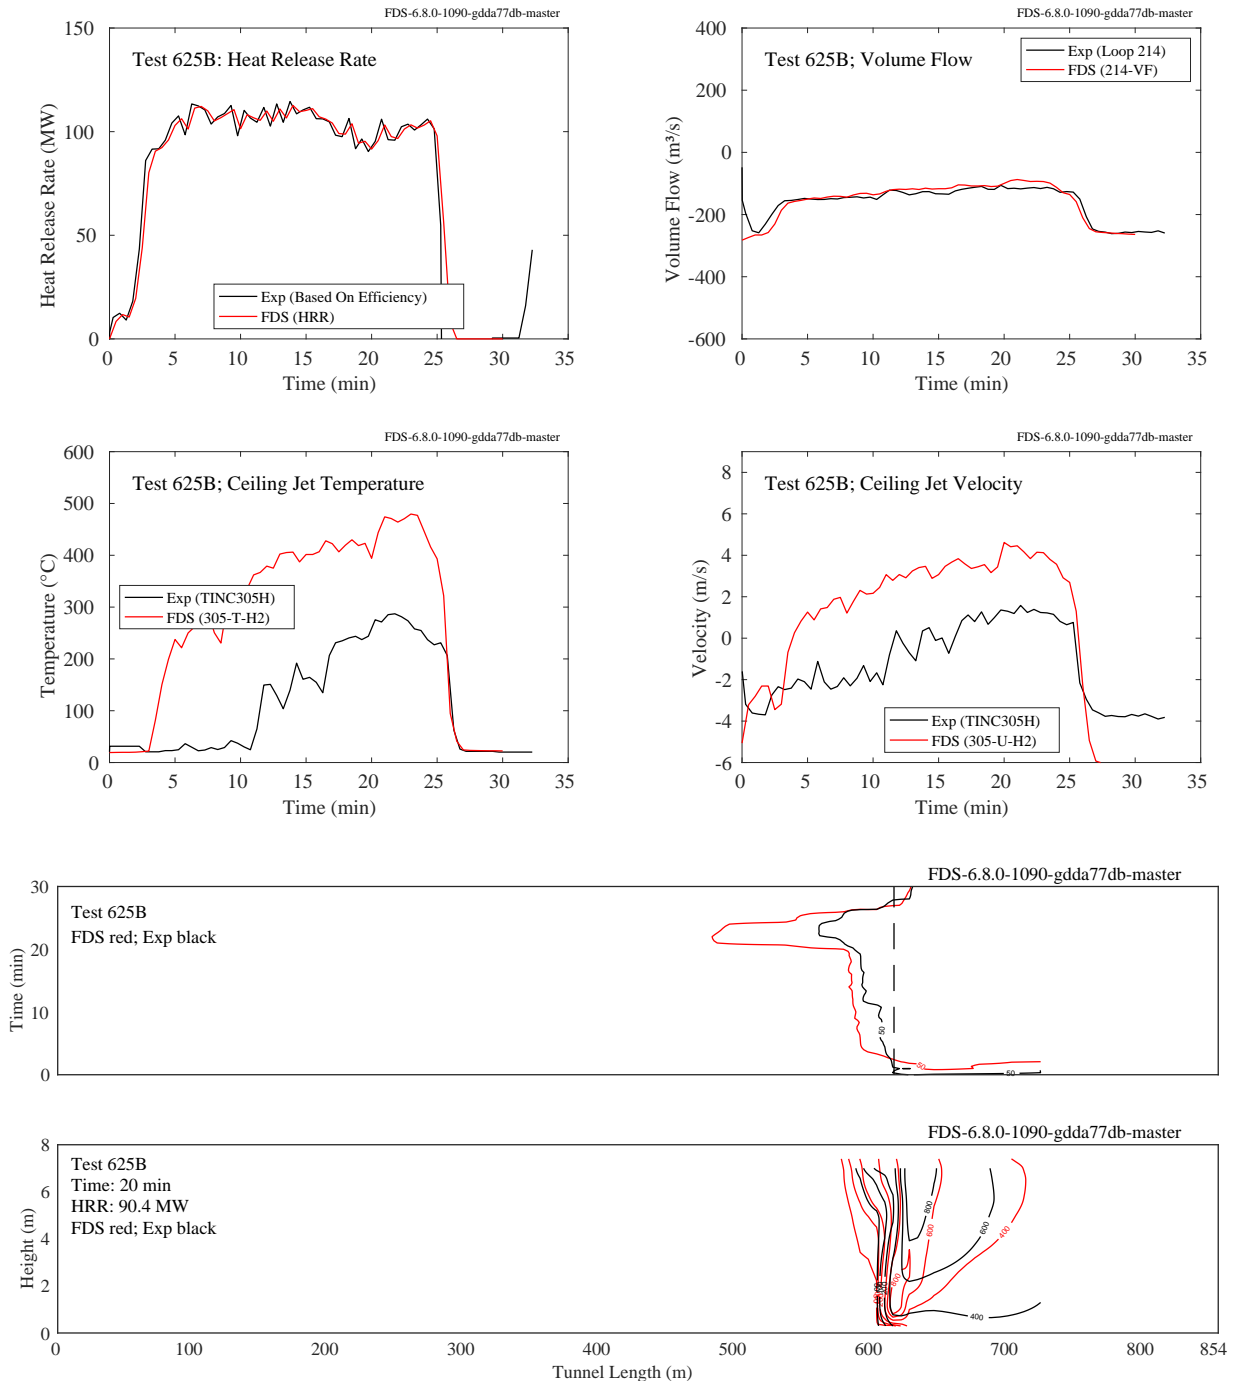 FDS-6.8.0-1090-gdda77db-master
Test 625B: Heat Release Rate
Heat Release Rate (MW)
150
100
50
0
Exp (Based On Efficiency)
FDS (HRR)
0 5 10 15 20 25 30 35
Time (min)
FDS-6.8.0-1090-gdda77db-master
Test 625B; Volume Flow
Exp (Loop 214)
FDS (214-VF)
Volume Flow (m³/s)
400
200
0
-200
-400
-600
0 5 10 15 20 25 30 35
Time (min)
FDS-6.8.0-1090-gdda77db-master
Test 625B; Ceiling Jet Temperature
Temperature (°C)
600
500
400
300
200
100
0
Exp (TINC305H)
FDS (305-T-H2)
0 5 10 15 20 25 30 35
Time (min)
FDS-6.8.0-1090-gdda77db-master
Test 625B; Ceiling Jet Velocity
Velocity (m/s)
8
6
4
2
0
-2
-4
-6
Exp (TINC305H)
FDS (305-U-H2)
0 5 10 15 20 25 30 35
Time (min)
FDS-6.8.0-1090-gdda77db-master
Test 625B
FDS red; Exp black
Time (min)
30
20
10
0
50
50
50
FDS-6.8.0-1090-gdda77db-master
Test 625B
Time: 20 min
HRR: 90.4 MW
FDS red; Exp black
Height (m)
8
6
4
2
0
800
600
600
400
800
400
0 100 200 300 400 500 600 700 800 854
Tunnel Length (m)